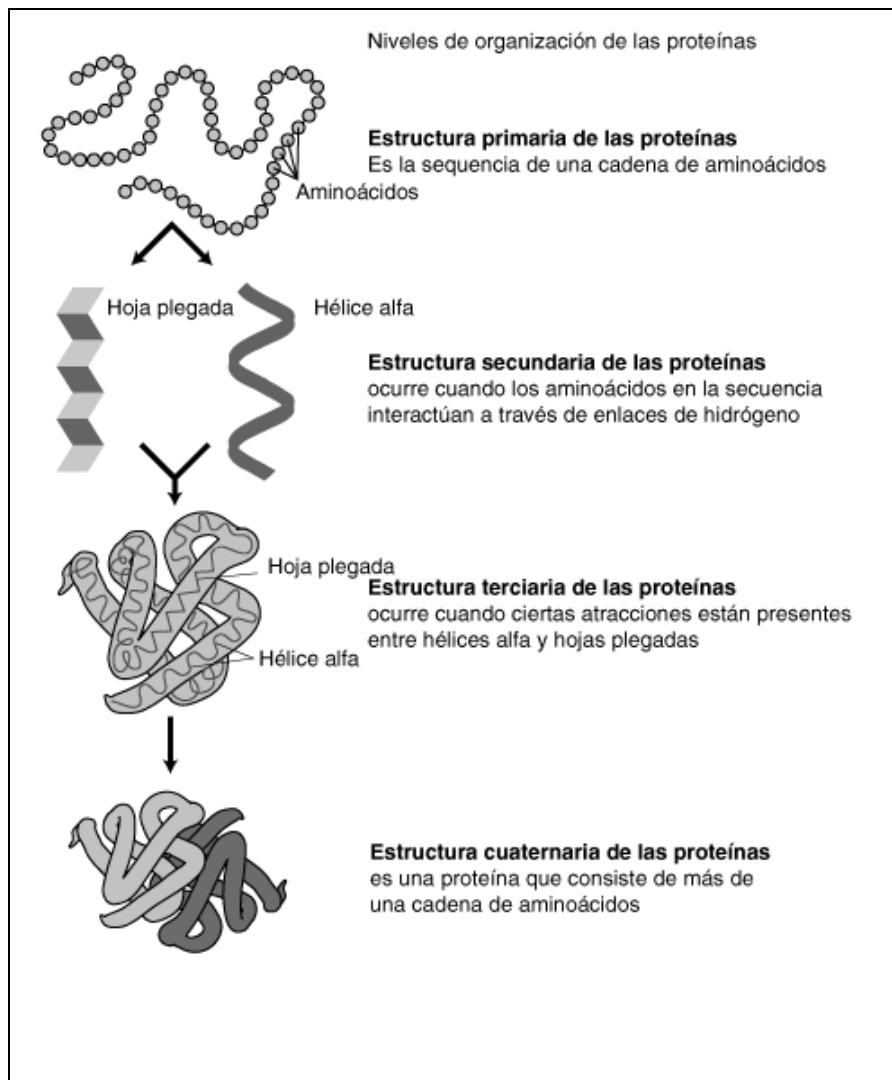 Niveles de organización de las proteínas
Estructura primaria de las proteínas
Es la sequencia de una cadena de aminoácidos
Aminoácidos
Hoja plegada
Hélice alfa
Estructura secundaria de las proteínas
ocurre cuando los aminoácidos en la secuencia
interactúan a través de enlaces de hidrógeno
Hoja plegada
Estructura terciaria de las proteínas
ocurre cuando ciertas atracciones están presentes
entre hélices alfa y hojas plegadas
Hélice alfa
Estructura cuaternaria de las proteínas
es una proteína que consiste de más de
una cadena de aminoácidos